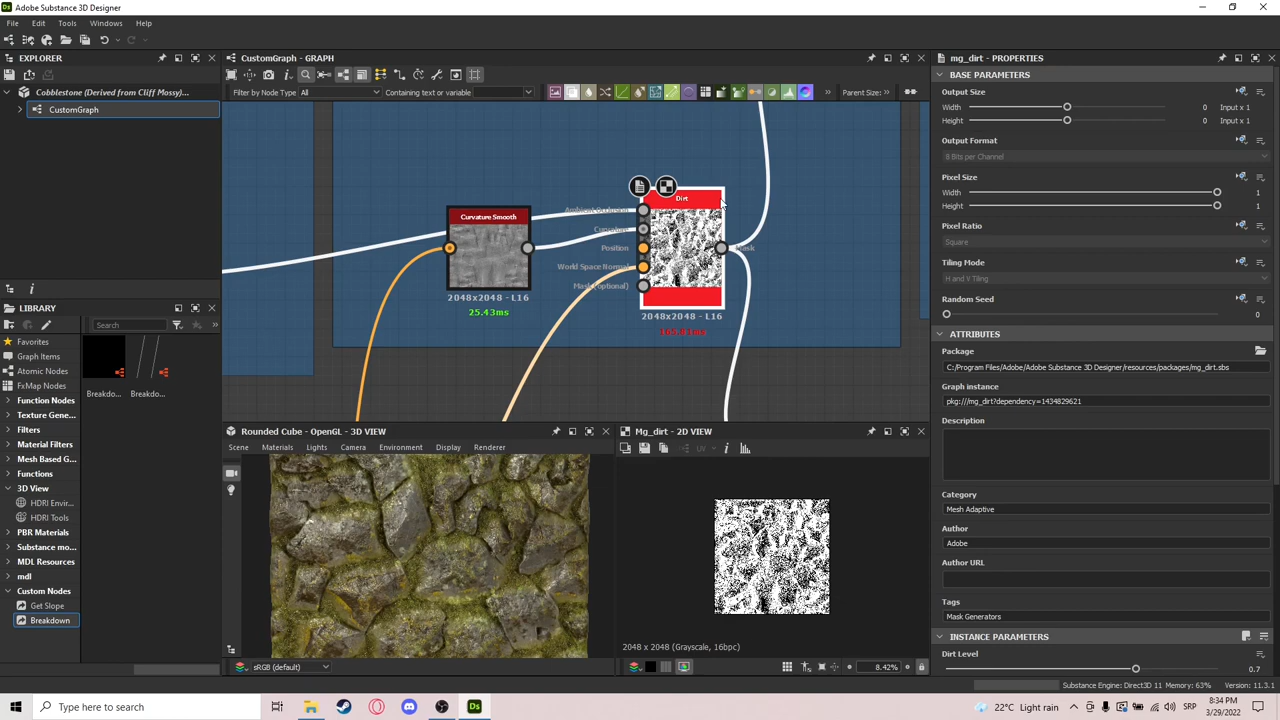 Adobe Substance 3D Designer
File Edit Tools Windows Help
EXPLORER
Cobblestone (Derived from Cliff Mossy)...
CustomGraph
LIBRARY
Search
Favorites
Graph Items
Atomic Nodes
FxMap Nodes
Function Nodes
Texture Gene...
Filters
Material Filters
Mesh Based G...
Functions
3D View
HDRI Envir...
HDRI Tools
PBR Materials
Substance mo...
MDL Resources
mdl
Custom Nodes
Get Slope
Breakdown
Breakdo...
Breakdo...
CustomGraph - GRAPH
Filter by Node Type All Containing text or variable Parent Size:
Curvature Smooth
2048x2048 - L16
25.43ms
Dirt
Ambient Occlusion
Curvature
Position
World Space Normal
Mask (optional)
Mask
2048x2048 - L16
Rounded Cube - OpenGL - 3D VIEW
Scene Materials Lights Camera Environment Display Renderer
sRGB (default)
Mg_dirt - 2D VIEW
UV
2048 x 2048 (Grayscale, 16bpc)
8.42%
mg_dirt - PROPERTIES
BASE PARAMETERS
Output Size
Width 0 Input x 1
Height 0 Input x 1
Output Format
8 Bits per Channel
Pixel Size
Width 1
Height 1
Pixel Ratio
Square
Tiling Mode
H and V Tiling
Random Seed
0
ATTRIBUTES
Package
C:/Program Files/Adobe/Adobe Substance 3D Designer/resources/packages/mg_dirt.sbs
Graph instance
pkg:///mg_dirt?dependency=1434829621
Description
Category
Mesh Adaptive
Author
Adobe
Author URL
Tags
Mask Generators
INSTANCE PARAMETERS
Dirt Level
0.7
Substance Engine: Direct3D 11 Memory: 63% Version: 11.3.1
Type here to search
Ds
22°C Light rain
SRP
8:34 PM
3/29/2022